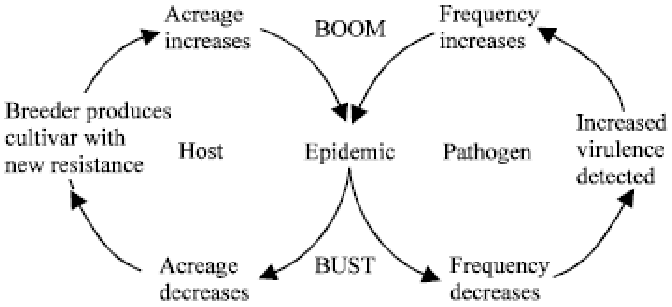 Acreage
increases
BOOM
Frequency
increases
Breeder produces
cultivar with
new resistance
Host
Epidemic
Pathogen
Increased
virulence
detected
Acreage
decreases
BUST
Frequency
decreases